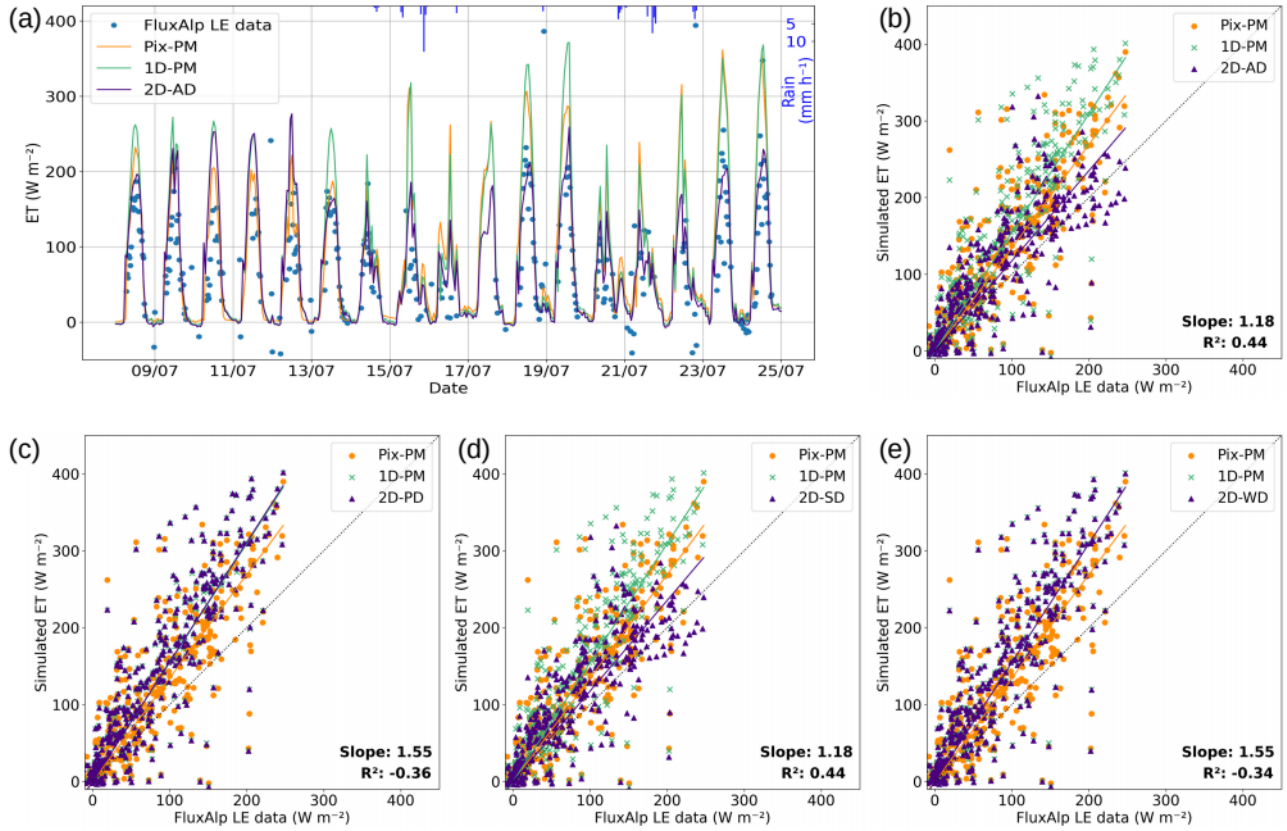 (a)
400
300
200
100
0
ET (W m⁻²)
FluxAlp LE data
Pix-PM
1D-PM
2D-AD
5
10
Rain
(mm h⁻¹)
09/07 11/07 13/07 15/07 17/07 19/07 21/07 23/07 25/07
Date
(b)
400
300
200
100
0
Simulated ET (W m⁻²)
Pix-PM
1D-PM
2D-AD
Slope: 1.18
R²: 0.44
0 100 200 300 400
FluxAlp LE data (W m⁻²)
(c)
400
300
200
100
0
Simulated ET (W m⁻²)
Pix-PM
1D-PM
2D-PD
Slope: 1.55
R²: -0.36
0 100 200 300 400
FluxAlp LE data (W m⁻²)
(d)
400
300
200
100
0
Simulated ET (W m⁻²)
Pix-PM
1D-PM
2D-SD
Slope: 1.18
R²: 0.44
0 100 200 300 400
FluxAlp LE data (W m⁻²)
(e)
400
300
200
100
0
Simulated ET (W m⁻²)
Pix-PM
1D-PM
2D-WD
Slope: 1.55
R²: -0.34
0 100 200 300 400
FluxAlp LE data (W m⁻²)